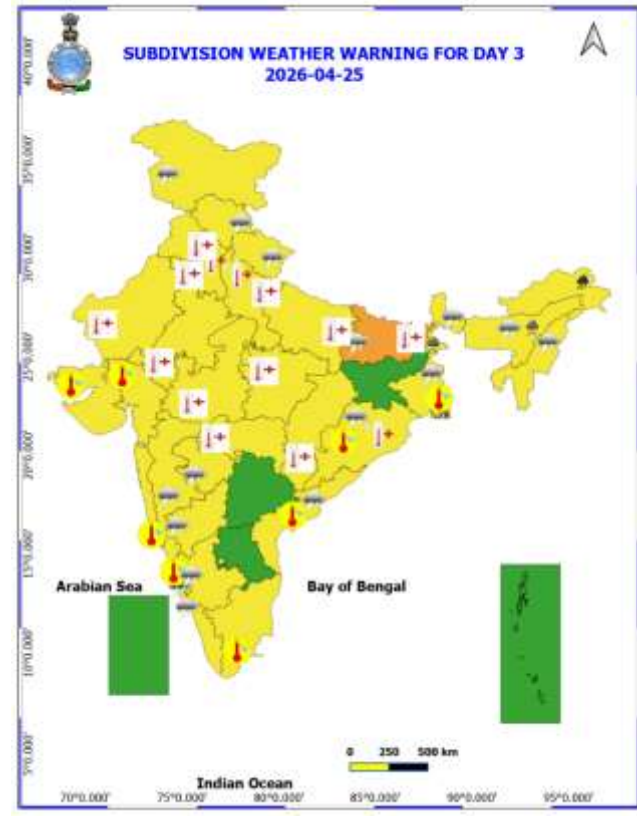 SUBDIVISION WEATHER WARNING FOR DAY 3
2026-04-25
40°0.000'
35°0.000'
30°0.000'
25°0.000'
20°0.000'
15°0.000'
10°0.000'
5°0.000'
Arabian Sea
Bay of Bengal
0 250 500 km
Indian Ocean
70°0.000' 75°0.000' 80°0.000' 85°0.000' 90°0.000' 95°0.000'